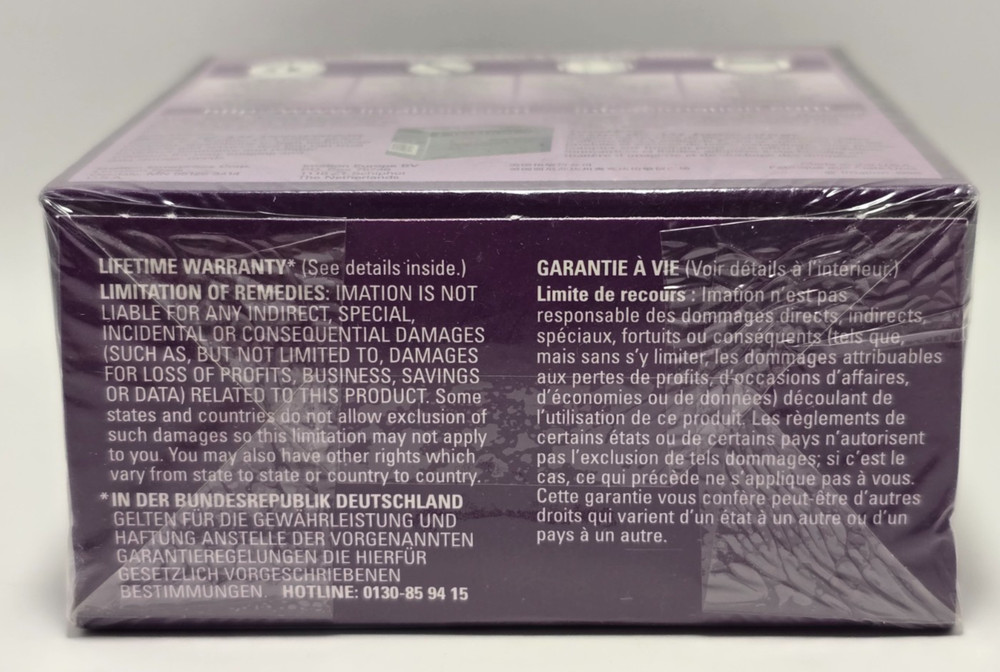 The Netherlands
LIFETIME WARRANTY* (See details inside.)
LIMITATION OF REMEDIES: IMATION IS NOT
LIABLE FOR ANY INDIRECT, SPECIAL,
INCIDENTAL OR CONSEQUENTIAL DAMAGES
(SUCH AS, BUT NOT LIMITED TO, DAMAGES
FOR LOSS OF PROFITS, BUSINESS, SAVINGS
OR DATA) RELATED TO THIS PRODUCT. Some
states and countries do not allow exclusion of
such damages so this limitation may not apply
to you. You may also have other rights which
vary from state to state or country to country.
*IN DER BUNDESREPUBLIK DEUTSCHLAND
GELTEN FÜR DIE GEWÄHRLEISTUNG UND
HAFTUNG ANSTELLE DER VORGENANNTEN
GARANTIEREGELUNGEN DIE HIERFÜR
GESETZLICH VORGESCHRIEBENEN
BESTIMMUNGEN. HOTLINE: 0130-85 94 15
GARANTIE À VIE (Voir détails à l'intérieur.)
Limite de recours : Imation n'est pas
responsable des dommages directs, indirects,
spéciaux, fortuits ou conséquents (tels que,
mais sans s'y limiter, les dommages attribuables
aux pertes de profits, d'occasions d'affaires,
d'économies ou de données) découlant de
l'utilisation de ce produit. Les règlements de
certains états ou de certains pays n'autorisent
pas l'exclusion de tels dommages; si c'est le
cas, ce qui précède ne s'applique pas à vous.
Cette garantie vous confère peut-être d'autres
droits qui varient d'un état à un autre ou d'un
pays à un autre.